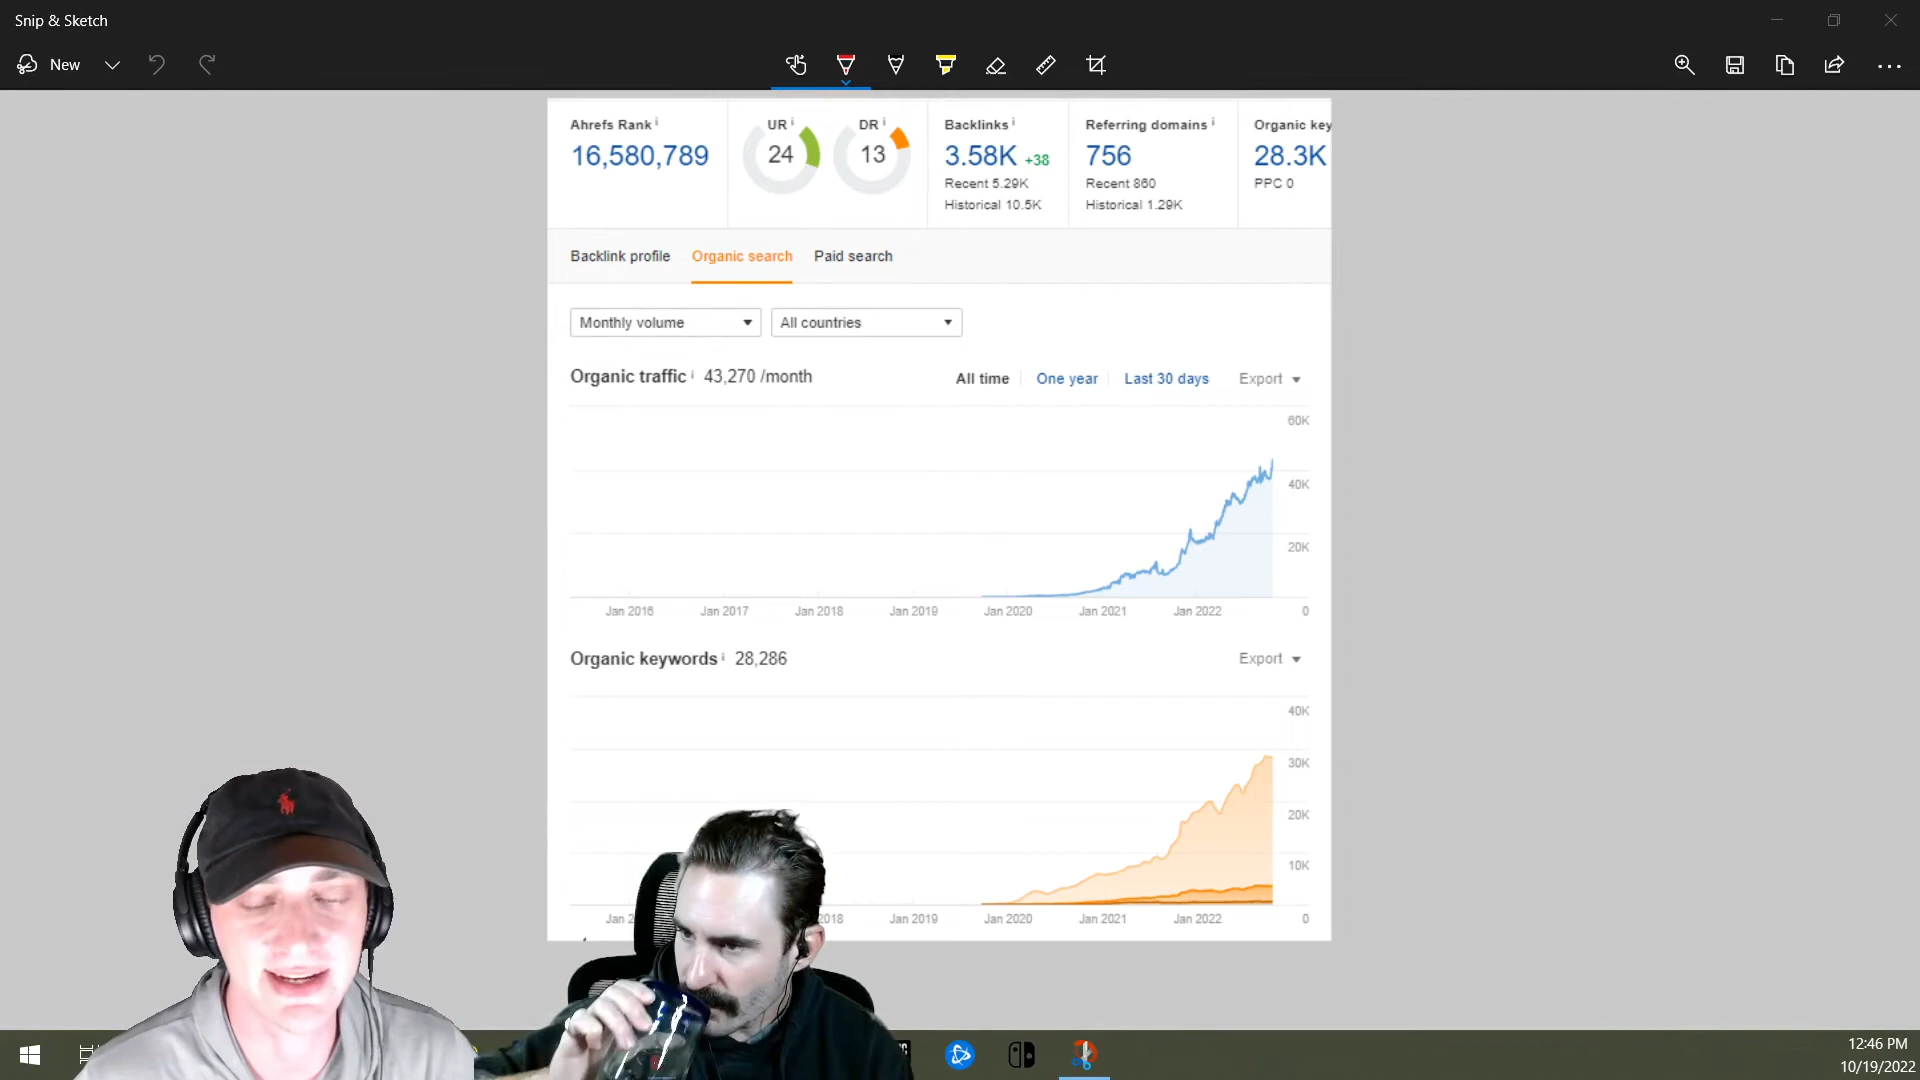 Snip & Sketch
New
Ahrefs Rank i
16,580,789
UR i
24
DR i
13
Backlinks i
3.58K +38
Recent 5.29K
Historical 10.5K
Referring domains i
756
Recent 860
Historical 1.29K
Organic key
28.3K
PPC 0
Backlink profile Organic search Paid search
Monthly volume All countries
Organic traffic i 43,270 /month
All time One year Last 30 days Export
60K
40K
20K
Jan 2016 Jan 2017 Jan 2018 Jan 2019 Jan 2020 Jan 2021 Jan 2022 0
Organic keywords i 28,286 Export
40K
30K
20K
10K
Jan 2 2018 Jan 2019 Jan 2020 Jan 2021 Jan 2022 0
12:46 PM
10/19/2022